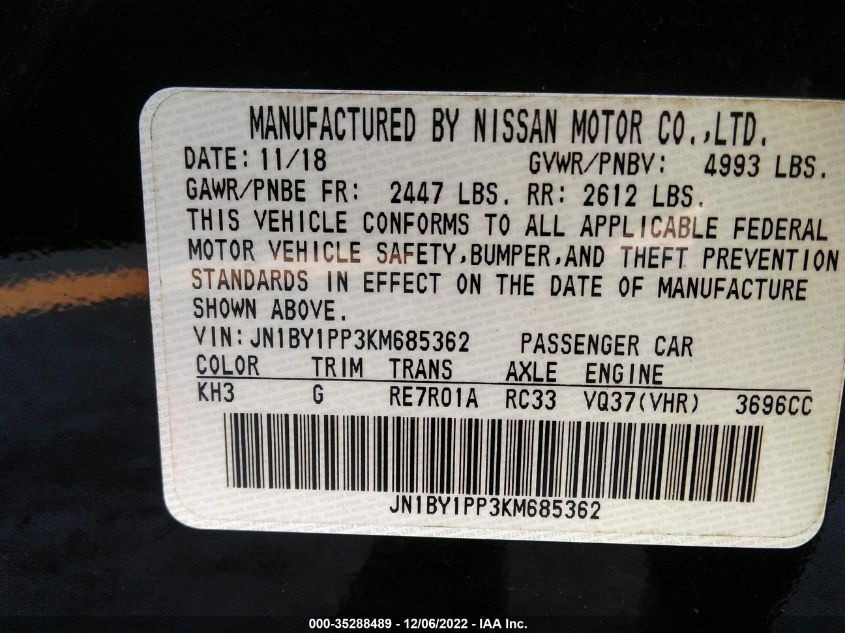 MANUFACTURED BY NISSAN MOTOR CO.,LTD.
DATE: 11/18 GVWR/PNBV: 4993 LBS.
GAWR/PNBE FR: 2447 LBS. RR: 2612 LBS.
THIS VEHICLE CONFORMS TO ALL APPLICABLE FEDERAL
MOTOR VEHICLE SAFETY,BUMPER,AND THEFT PREVENTION
STANDARDS IN EFFECT ON THE DATE OF MANUFACTURE
SHOWN ABOVE.
VIN: JN1BY1PP3KM685362 PASSENGER CAR
COLOR TRIM TRANS AXLE ENGINE
KH3 G RE7R01A RC33 VQ37(VHR) 3696CC
JN1BY1PP3KM685362
000-35288489 - 12/06/2022 - IAA Inc.